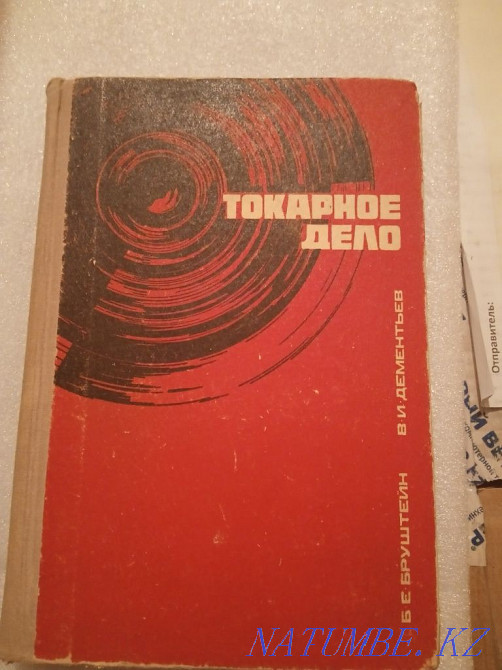 ТОКАРНОЕ
ДЕЛО
Б.Е.БРУШТЕЙН В·И·ДЕМЕНТЬЕВ
Отправитель:
NATUMBE.KZ